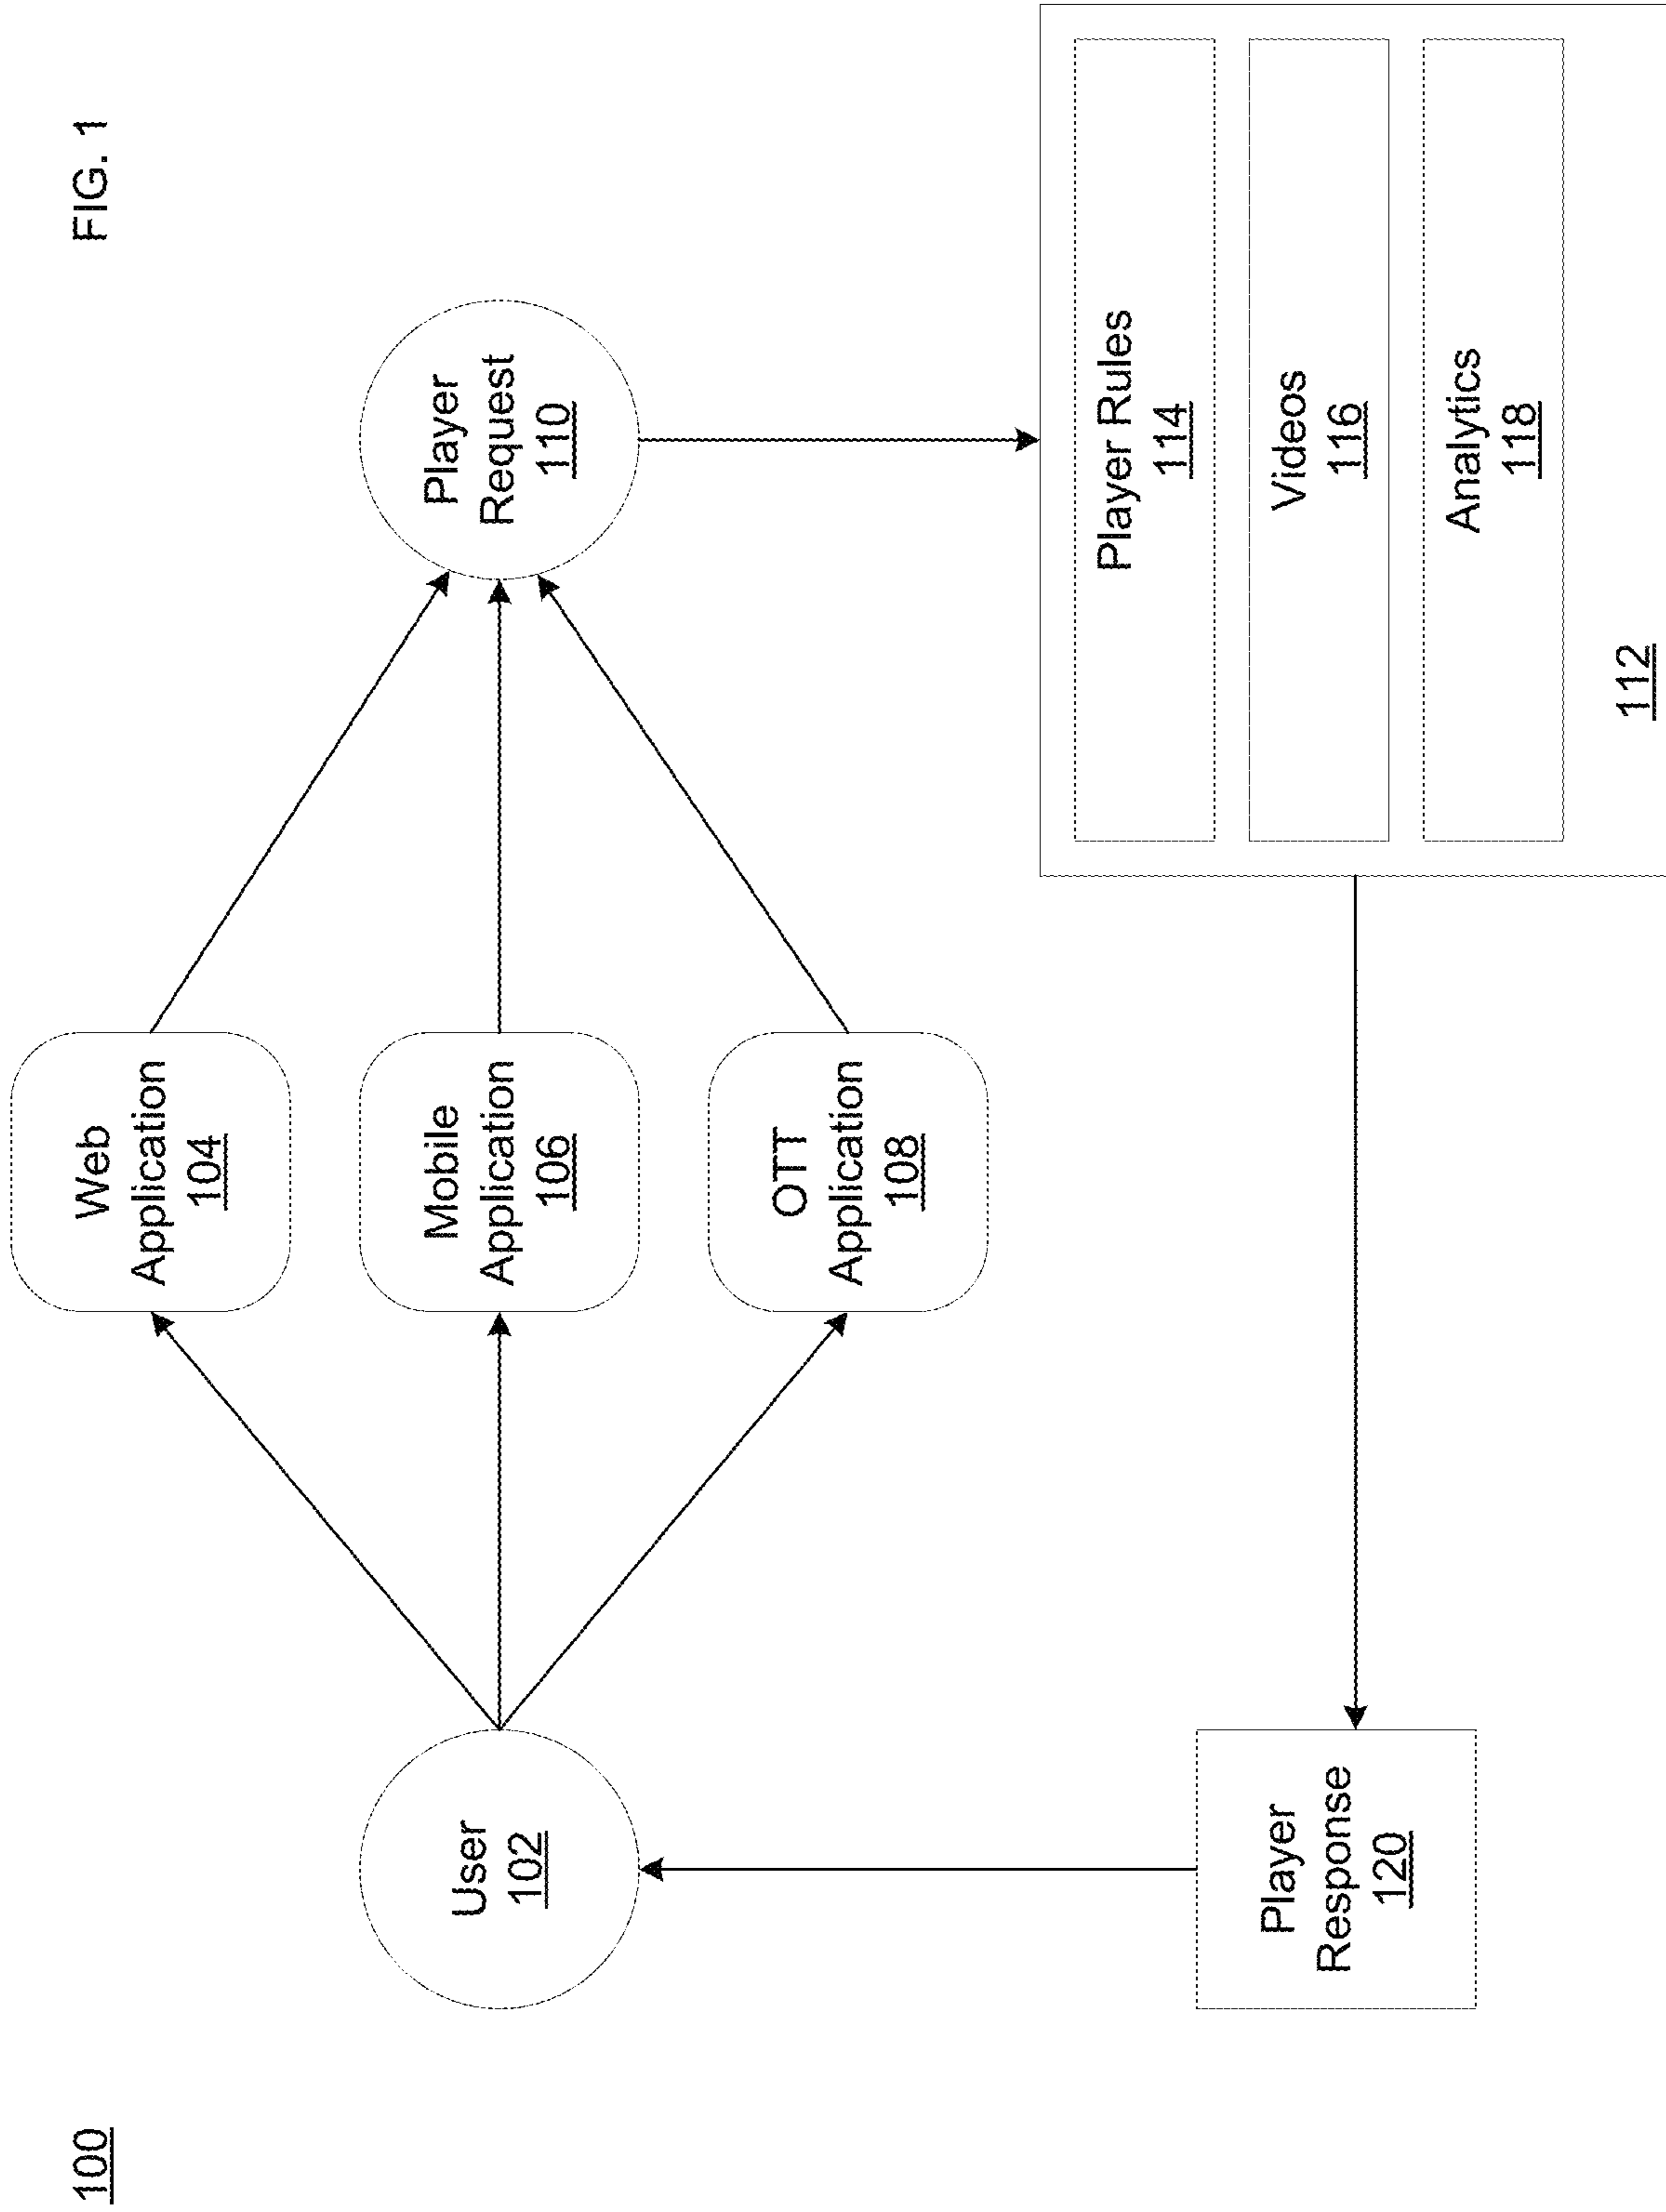 100
FIG. 1
User
102
Web
Application
104
Mobile
Application
106
OTT
Application
108
Player
Request
110
Player Rules
114
Videos
116
Analytics
118
112
Player
Response
120